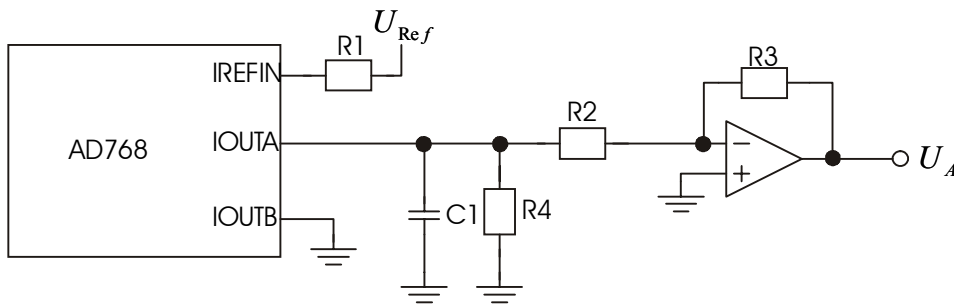 U_Ref
R1
IREFIN
R3
R2
IOUTA
AD768
−
+
U_A
C1
R4
IOUTB